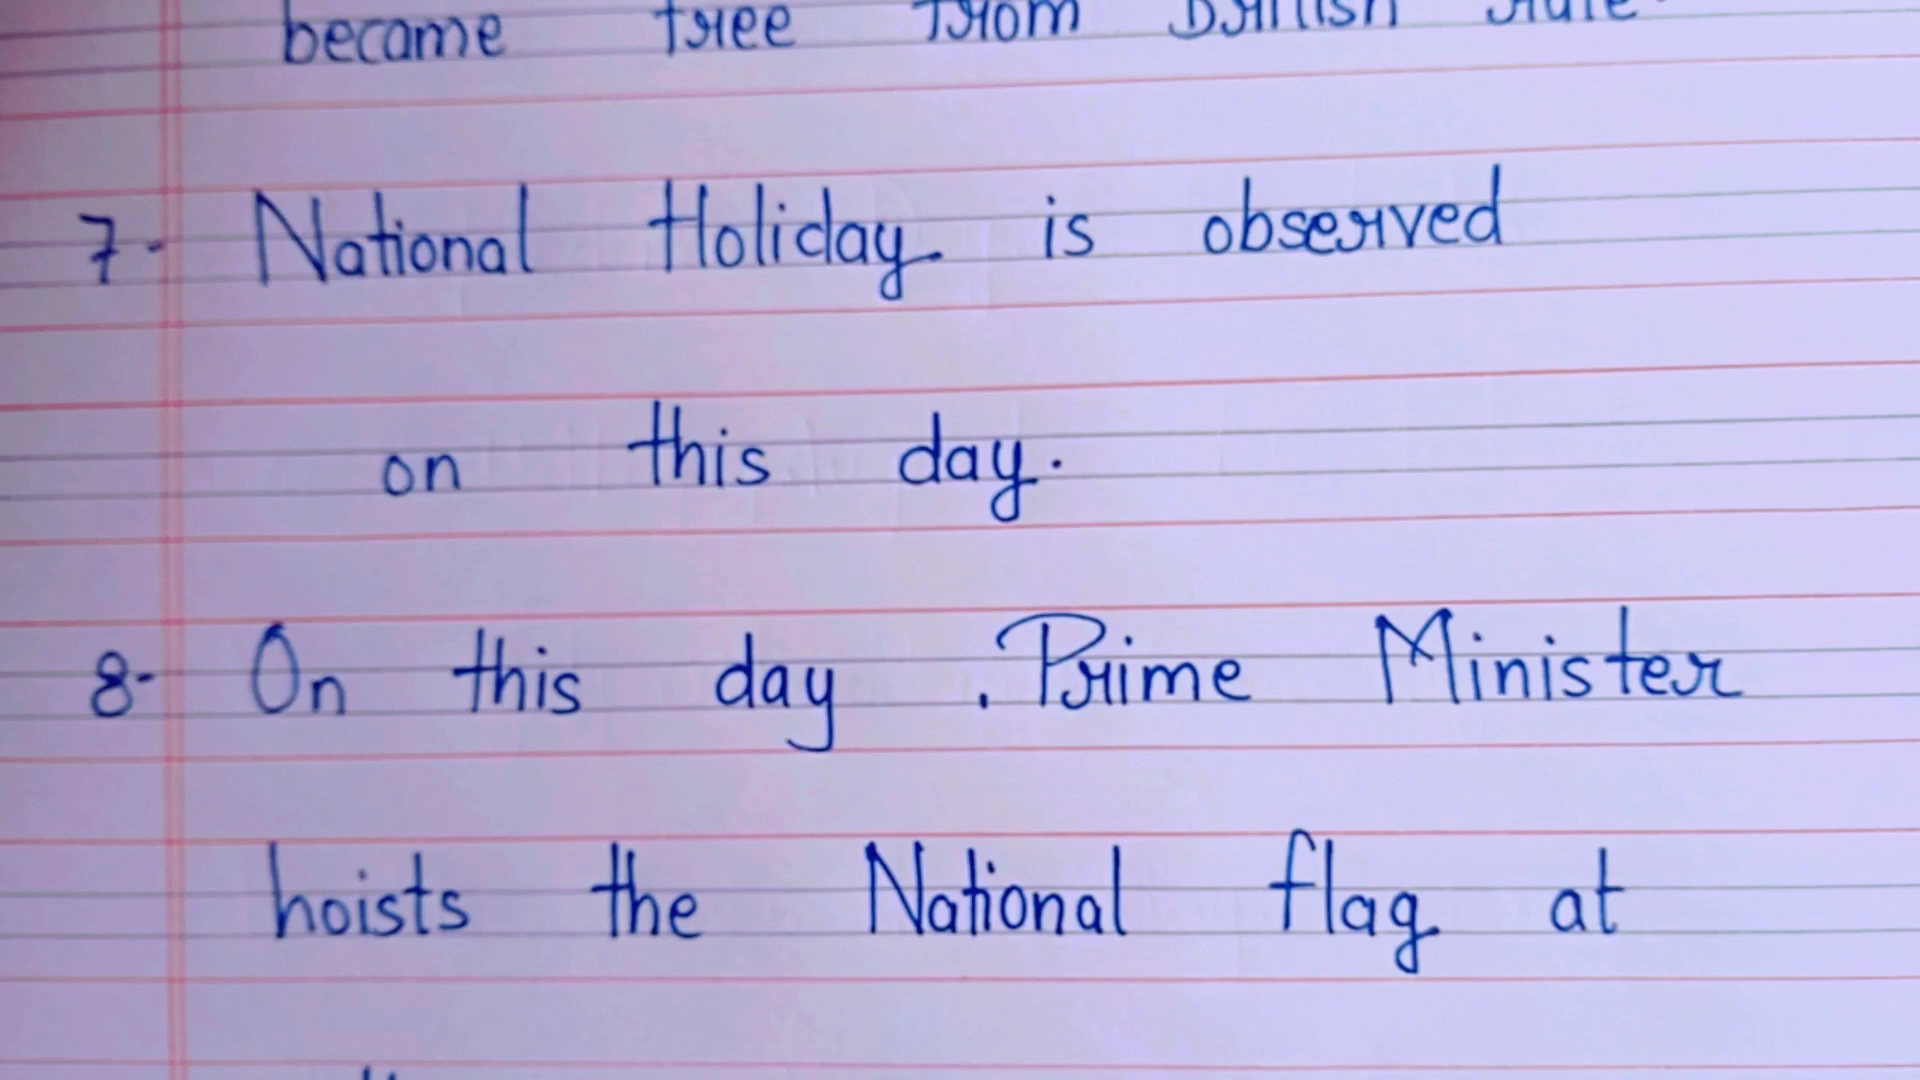 became free from British rule
7- National Holiday is observed
on this day.
8- On this day , Prime Minister
hoists the National flag at